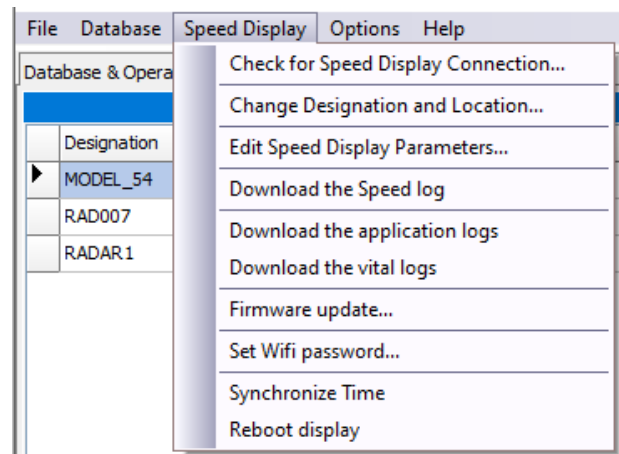 File Database Speed Display Options Help
Database & Opera
Check for Speed Display Connection...
Change Designation and Location...
Designation
Edit Speed Display Parameters...
MODEL_54
Download the Speed log
RAD007
Download the application logs
RADAR1
Download the vital logs
Firmware update...
Set Wifi password...
Synchronize Time
Reboot display